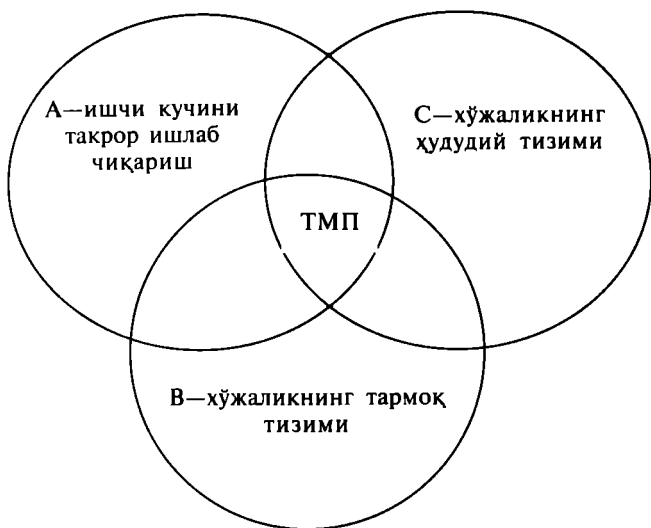 А—ишчи кучини
такрор ишлаб
чиқариш
С—хўжаликнинг
ҳудудий тизими
ТМП
В—хўжаликнинг тармоқ
тизими